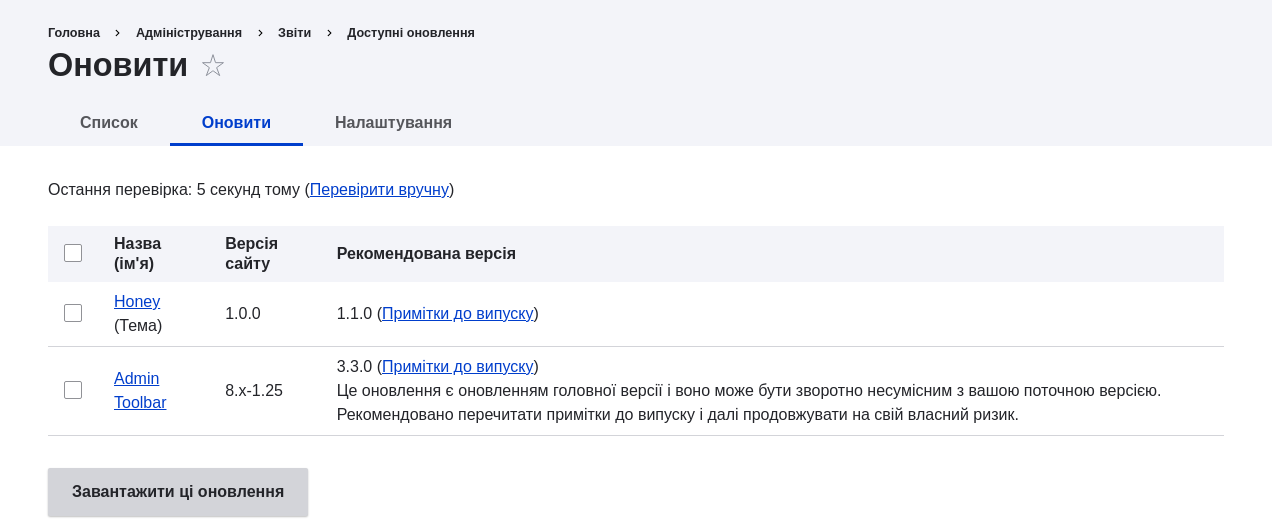 Головна > Адміністрування > Звіти > Доступні оновлення
Оновити ☆
Список Оновити Налаштування
Остання перевірка: 5 секунд тому (Перевірити вручну)
Назва (ім'я) Версія сайту Рекомендована версія
Honey (Тема) 1.0.0 1.1.0 (Примітки до випуску)
Admin Toolbar 8.x-1.25 3.3.0 (Примітки до випуску)
Це оновлення є оновленням головної версії і воно може бути зворотно несумісним з вашою поточною версією.
Рекомендовано перечитати примітки до випуску і далі продовжувати на свій власний ризик.
Завантажити ці оновлення